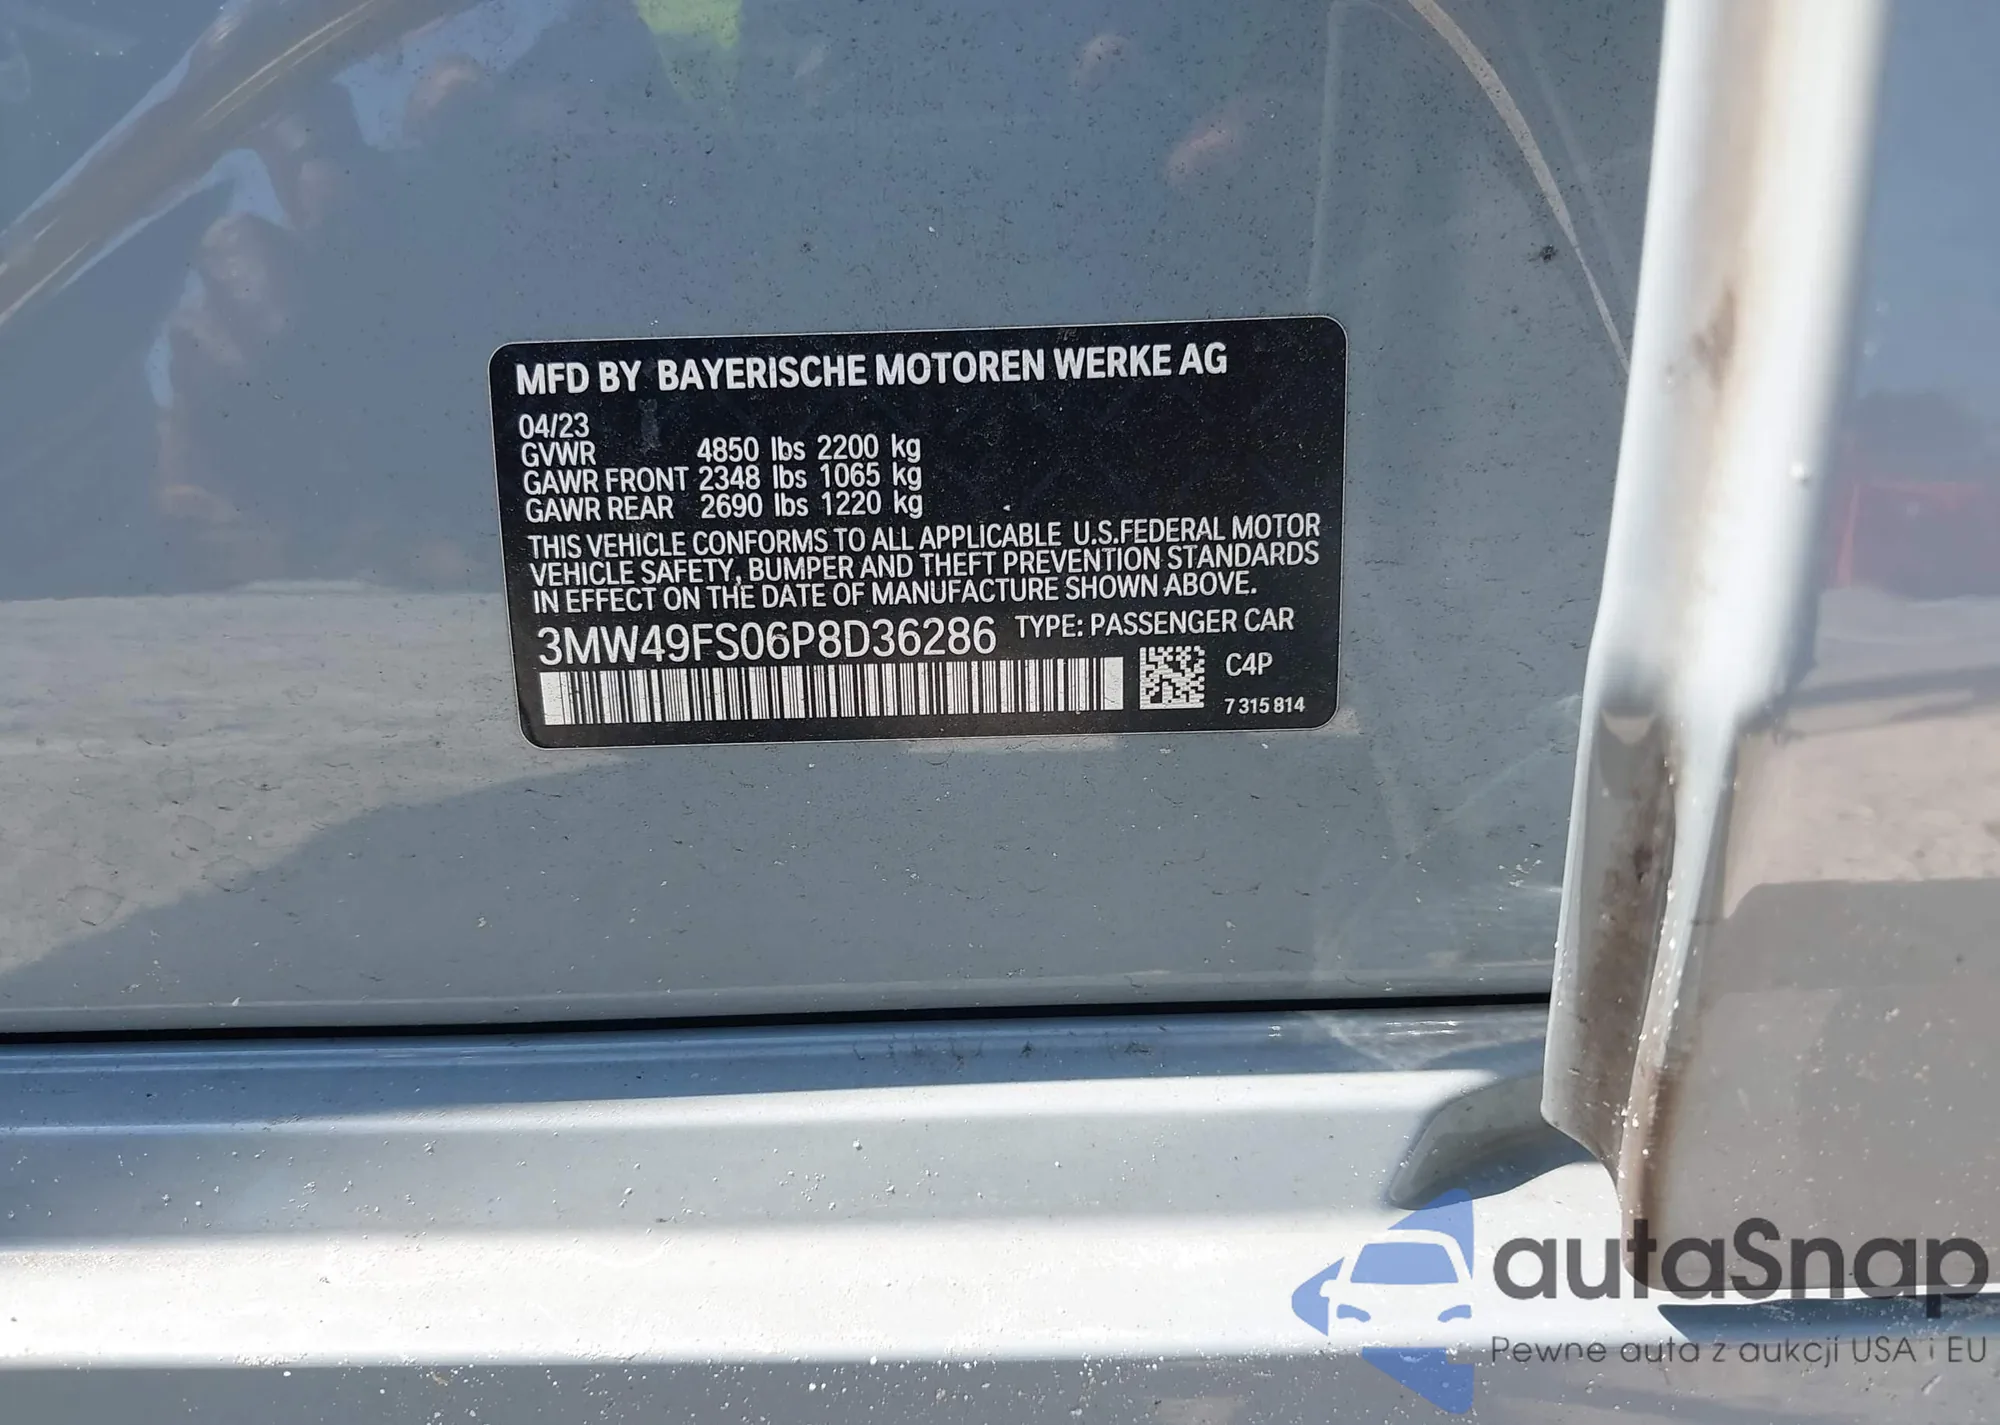 MFD BY BAYERISCHE MOTOREN WERKE AG
04/23
GVWR 4850 lbs 2200 kg
GAWR FRONT 2348 lbs 1065 kg
GAWR REAR 2690 lbs 1220 kg
THIS VEHICLE CONFORMS TO ALL APPLICABLE U.S.FEDERAL MOTOR
VEHICLE SAFETY, BUMPER AND THEFT PREVENTION STANDARDS
IN EFFECT ON THE DATE OF MANUFACTURE SHOWN ABOVE.
3MW49FS06P8D36286 TYPE: PASSENGER CAR
C4P
7 315 814
autaSnap
Pewne auta z aukcji USA i EU